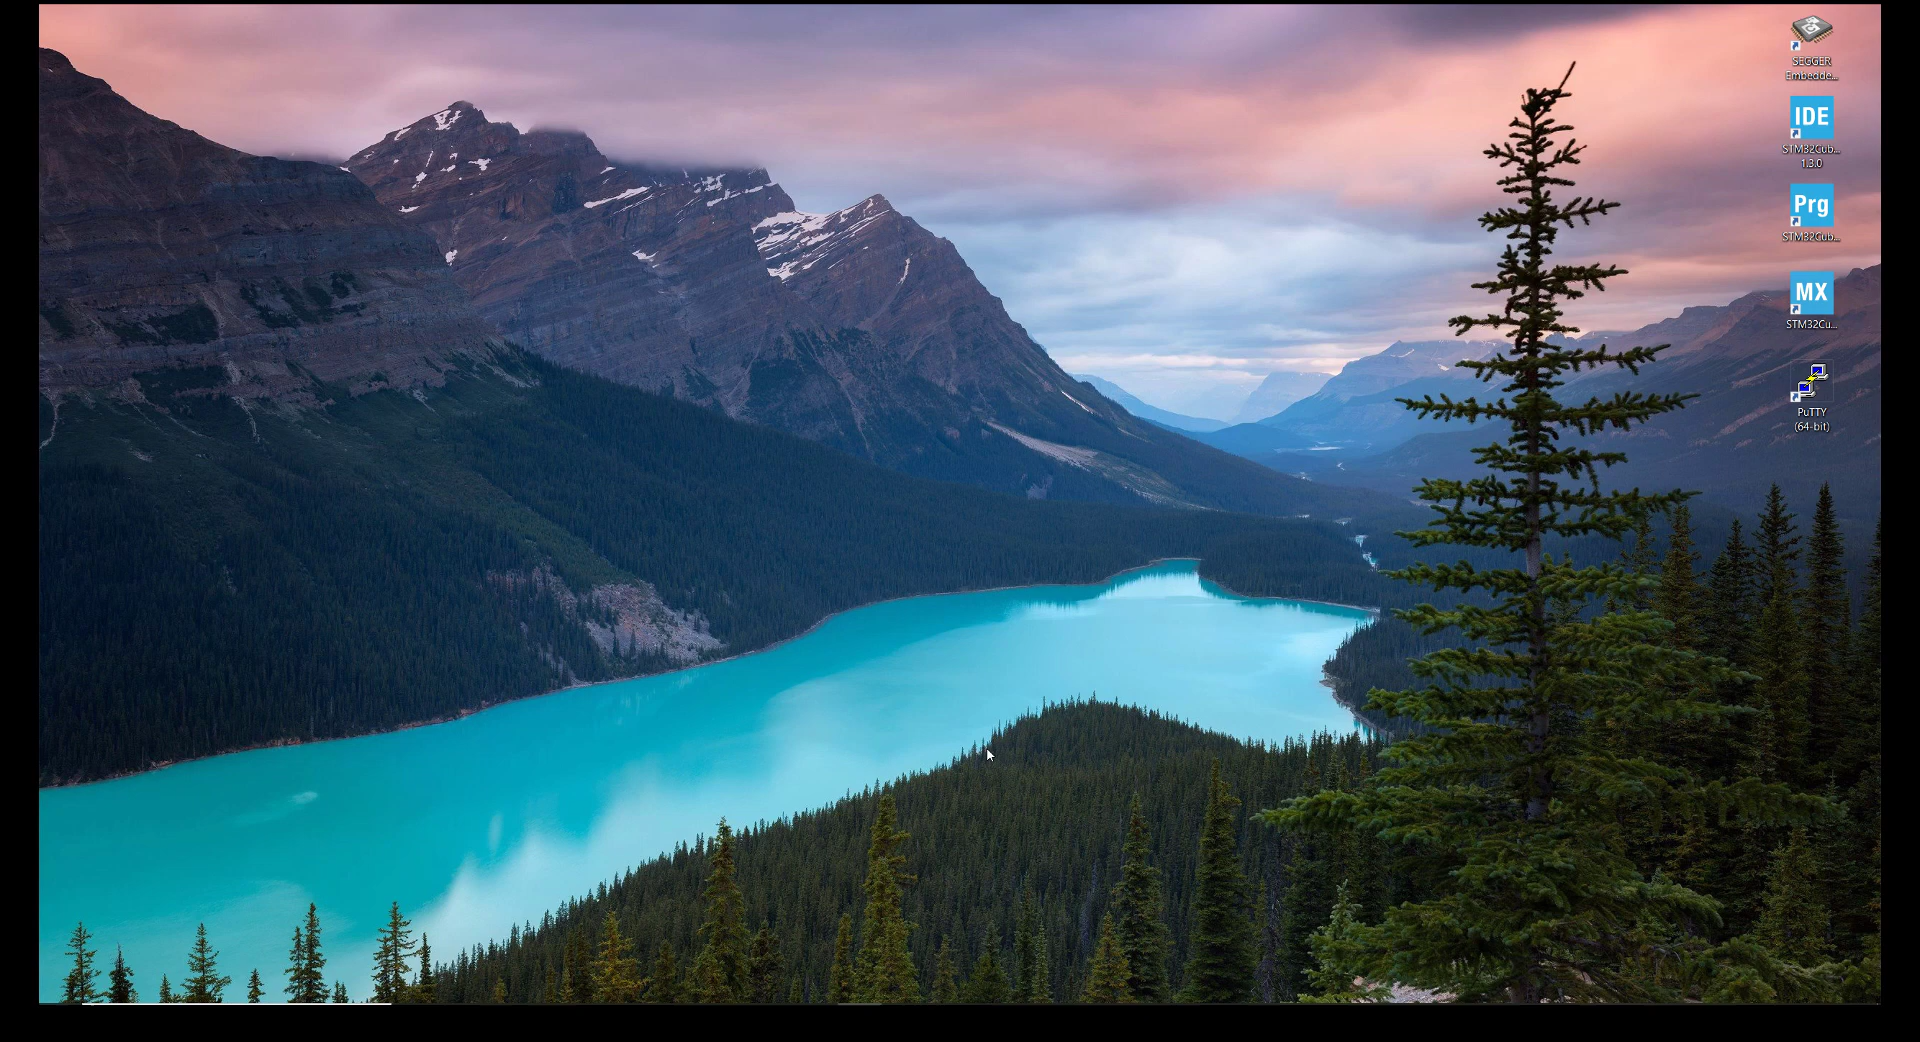 SEGGER
Embedde...
IDE
STM32Cub...
1.3.0
Prg
STM32Cub...
MX
STM32Cu...
PuTTY
(64-bit)